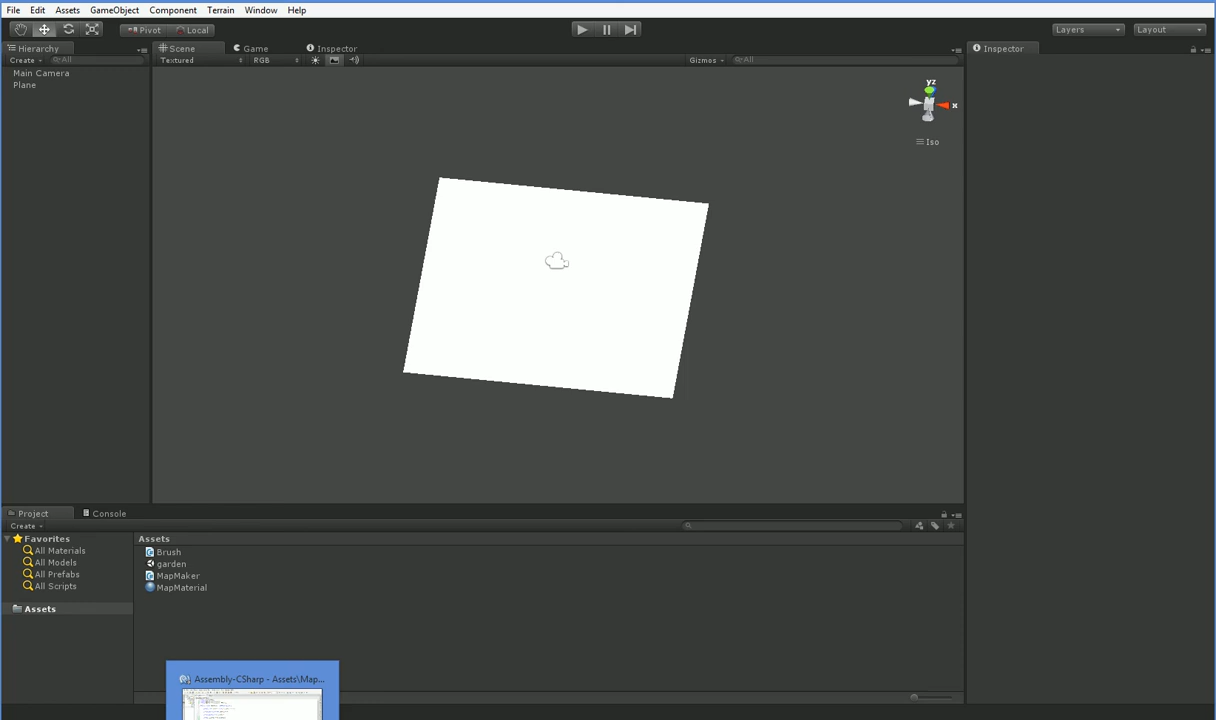 File Edit Assets GameObject Component Terrain Window Help
Pivot Local Layers Layout
Hierarchy Scene Game Inspector Inspector
Create All Textured RGB Gizmos All
Main Camera
Plane
yz
x
Iso
Project Console
Create
Favorites Assets
All Materials Brush
All Models garden
All Prefabs MapMaker
All Scripts MapMaterial
Assets
Assembly-CSharp - Assets\Map...